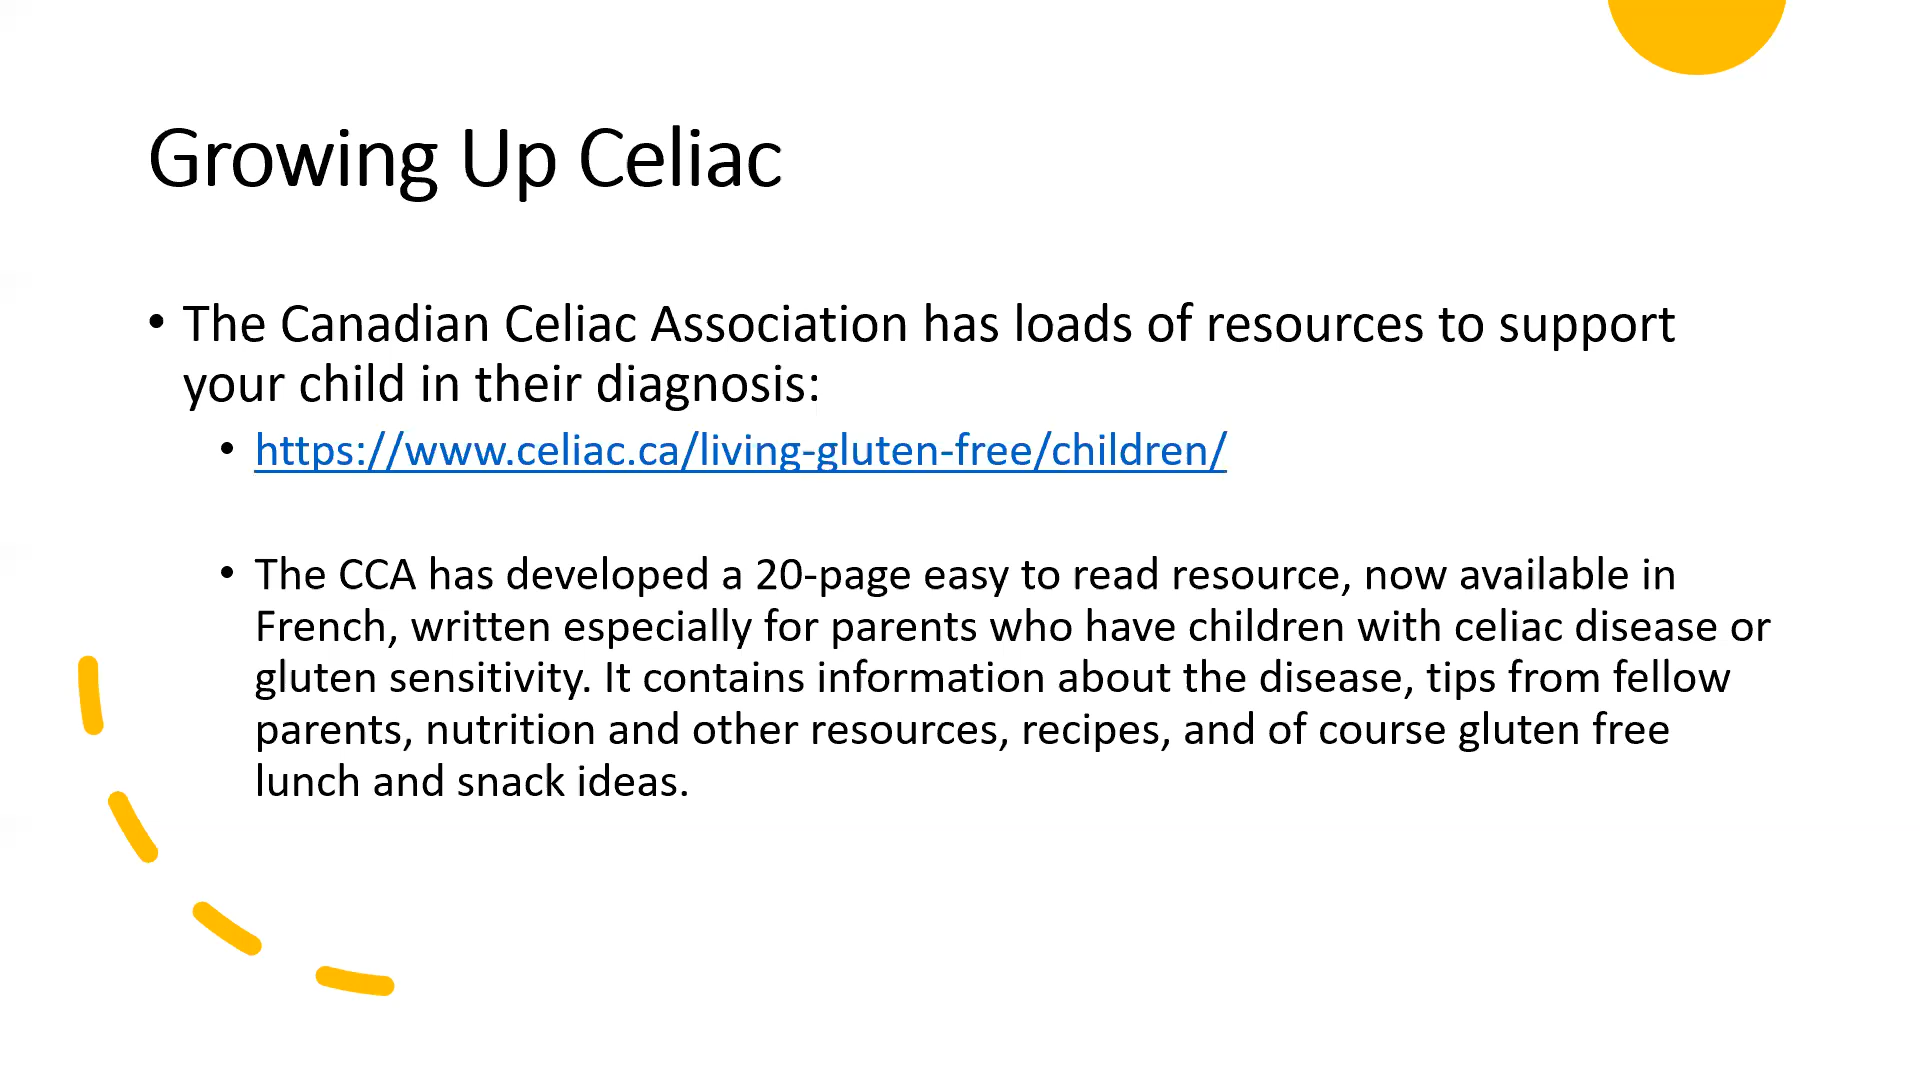 Growing Up Celiac
• The Canadian Celiac Association has loads of resources to support
your child in their diagnosis:
• https://www.celiac.ca/living-gluten-free/children/
• The CCA has developed a 20-page easy to read resource, now available in
French, written especially for parents who have children with celiac disease or
gluten sensitivity. It contains information about the disease, tips from fellow
parents, nutrition and other resources, recipes, and of course gluten free
lunch and snack ideas.